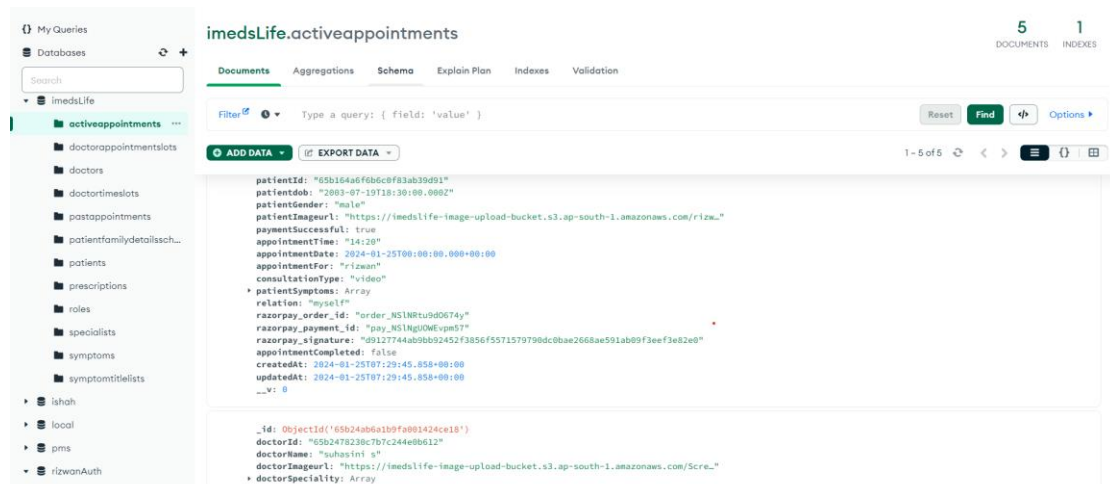 My Queries
Databases
Search
imedsLife
activeappointments ...
doctorappointmentslots
doctors
doctortimeslots
pastappointments
patientfamilydetailssch...
patients
prescriptions
roles
specialists
symptoms
symptomtitlelists
ishah
local
pms
rizwanAuth
imedsLife.activeappointments
5 DOCUMENTS
1 INDEXES
Documents Aggregations Schema Explain Plan Indexes Validation
Filter Type a query: { field: 'value' } Reset Find </> Options
ADD DATA EXPORT DATA 1 – 5 of 5 {}
patientId: "65b164a6f6b6c0f83ab39d91"
patientdob: "2003-07-19T18:30:00.000Z"
patientGender: "male"
patientImageurl: "https://imedslife-image-upload-bucket.s3.ap-south-1.amazonaws.com/rizw…"
paymentSuccessful: true
appointmentTime: "14:20"
appointmentDate: 2024-01-25T00:00:00.000+00:00
appointmentFor: "rizwan"
consultationType: "video"
patientSymptoms: Array
relation: "myself"
razorpay_order_id: "order_NSlNRtu9dO674y"
razorpay_payment_id: "pay_NSlNgUOWEvpm57"
razorpay_signature: "d9127744ab9bb92452f3856f5571579790dc0bae2668ae591ab09f3eef3e82e0"
appointmentCompleted: false
createdAt: 2024-01-25T07:29:45.858+00:00
updatedAt: 2024-01-25T07:29:45.858+00:00
__v: 0
_id: ObjectId('65b24ab6a1b9fa001424ce18')
doctorId: "65b2478230c7b7c244e0b612"
doctorName: "suhasini s"
doctorImageurl: "https://imedslife-image-upload-bucket.s3.ap-south-1.amazonaws.com/Scre…"
doctorSpeciality: Array